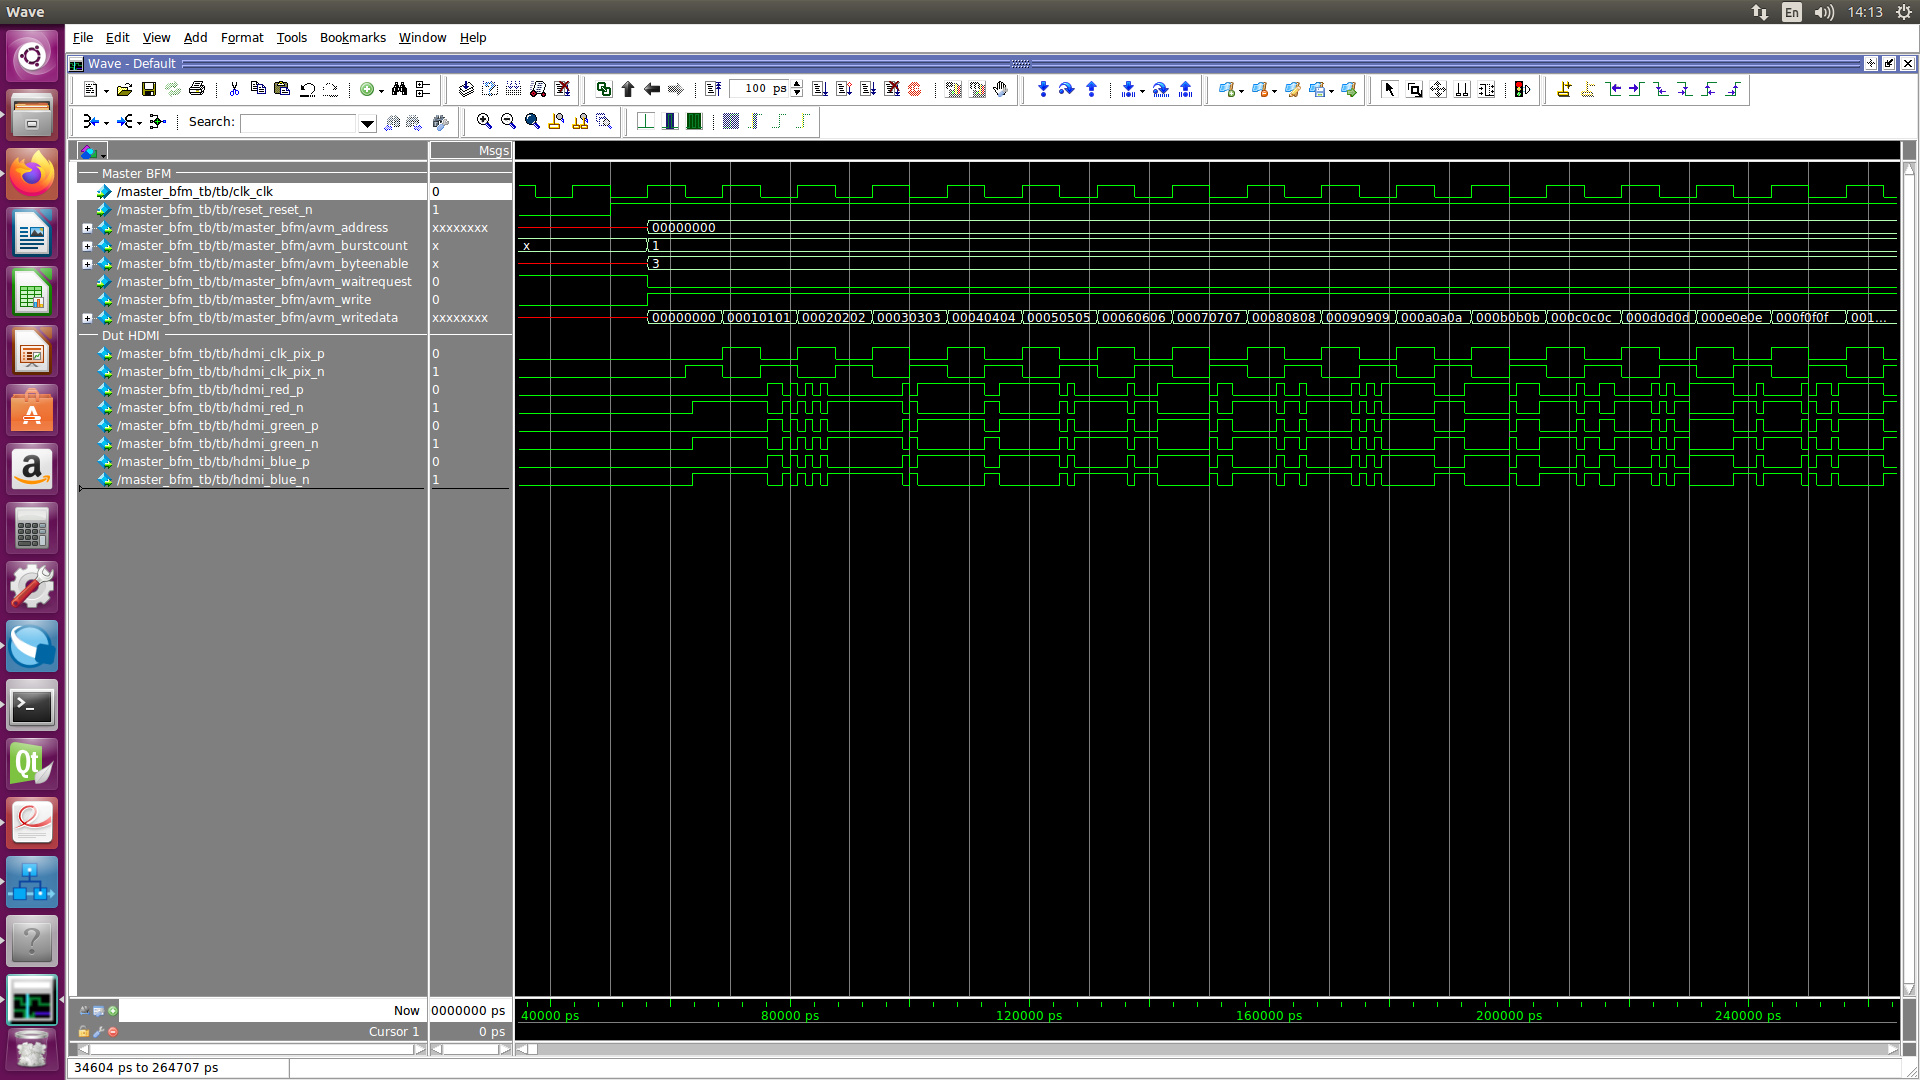 Wave
En
14:13
File Edit View Add Format Tools Bookmarks Window Help
Wave - Default
100 ps
Search:
Msgs
Master BFM
/master_bfm_tb/tb/clk_clk 0
/master_bfm_tb/tb/reset_reset_n 1
/master_bfm_tb/tb/master_bfm/avm_address xxxxxxxx 00000000
/master_bfm_tb/tb/master_bfm/avm_burstcount x x 1
/master_bfm_tb/tb/master_bfm/avm_byteenable x 3
/master_bfm_tb/tb/master_bfm/avm_waitrequest 0
/master_bfm_tb/tb/master_bfm/avm_write 0
/master_bfm_tb/tb/master_bfm/avm_writedata xxxxxxxx 00000000 00010101 00020202 00030303 00040404 00050505 00060606 00070707 00080808 00090909 000a0a0a 000b0b0b 000c0c0c 000d0d0d 000e0e0e 000f0f0f 001...
Dut HDMI
/master_bfm_tb/tb/hdmi_clk_pix_p 0
/master_bfm_tb/tb/hdmi_clk_pix_n 1
/master_bfm_tb/tb/hdmi_red_p 0
/master_bfm_tb/tb/hdmi_red_n 1
/master_bfm_tb/tb/hdmi_green_p 0
/master_bfm_tb/tb/hdmi_green_n 1
/master_bfm_tb/tb/hdmi_blue_p 0
/master_bfm_tb/tb/hdmi_blue_n 1
Now 0000000 ps
40000 ps 80000 ps 120000 ps 160000 ps 200000 ps 240000 ps
Cursor 1 0 ps
34604 ps to 264707 ps